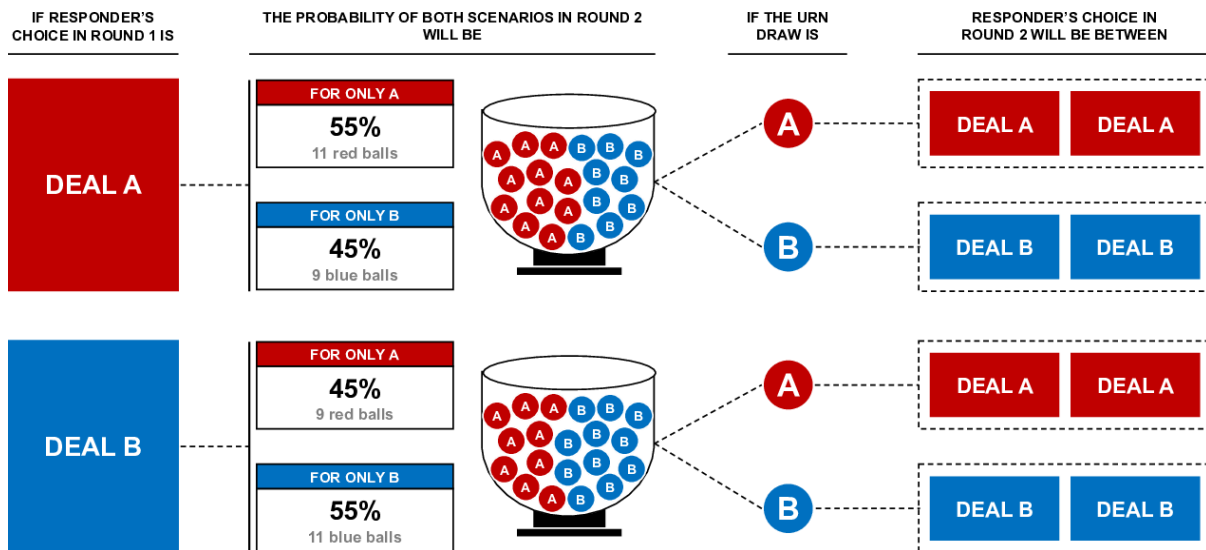 IF RESPONDER'S
CHOICE IN ROUND 1 IS
THE PROBABILITY OF BOTH SCENARIOS IN ROUND 2
WILL BE
IF THE URN
DRAW IS
RESPONDER'S CHOICE IN
ROUND 2 WILL BE BETWEEN
DEAL A
FOR ONLY A
55%
11 red balls
FOR ONLY B
45%
9 blue balls
A A A B B B B
A A A B B B
A A A B B B
A A A B B
A
B
DEAL A DEAL A
DEAL B DEAL B
DEAL B
FOR ONLY A
45%
9 red balls
FOR ONLY B
55%
11 blue balls
A A A B B B B
A A B B B B
A A B B B B
A A B B
A
B
DEAL A DEAL A
DEAL B DEAL B